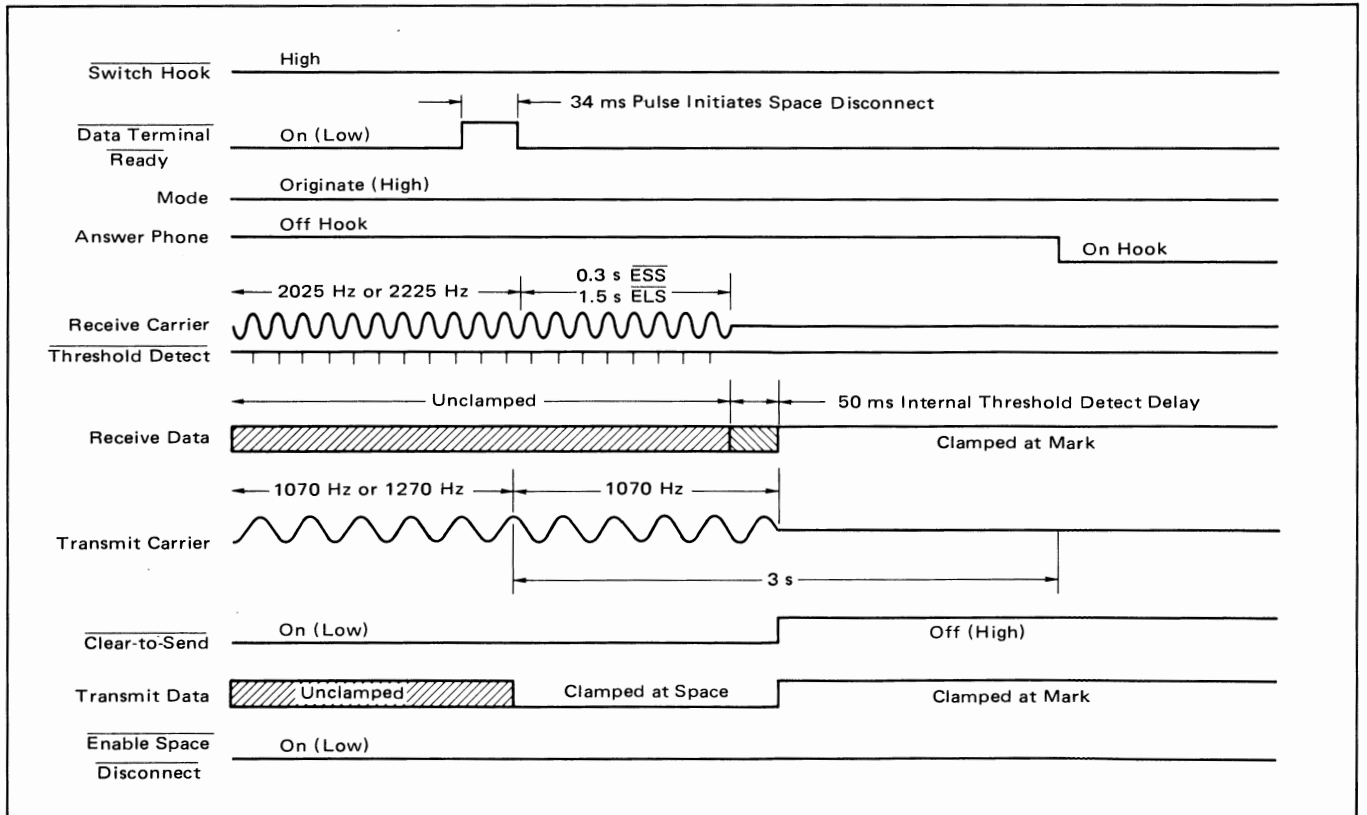 Switch Hook
High
34 ms Pulse Initiates Space Disconnect
Data Terminal
Ready
On (Low)
Mode
Originate (High)
Answer Phone
Off Hook
On Hook
2025 Hz or 2225 Hz
0.3 s ESS
1.5 s ELS
Receive Carrier
Threshold Detect
Unclamped
50 ms Internal Threshold Detect Delay
Receive Data
Clamped at Mark
1070 Hz or 1270 Hz
1070 Hz
Transmit Carrier
3 s
Clear-to-Send
On (Low)
Off (High)
Transmit Data
Unclamped
Clamped at Space
Clamped at Mark
Enable Space
Disconnect
On (Low)